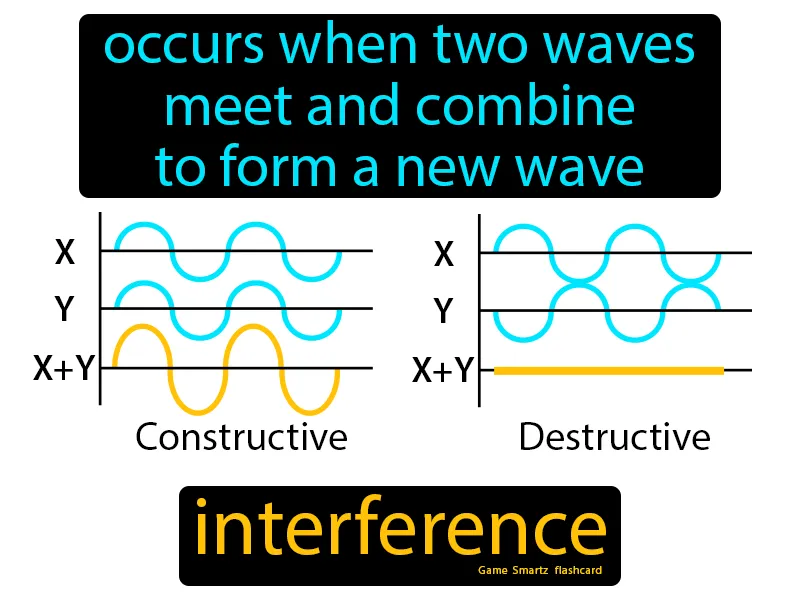 occurs when two waves
meet and combine
to form a new wave
X
Y
X+Y
Constructive
X
Y
X+Y
Destructive
interference
Game Smartz flashcard